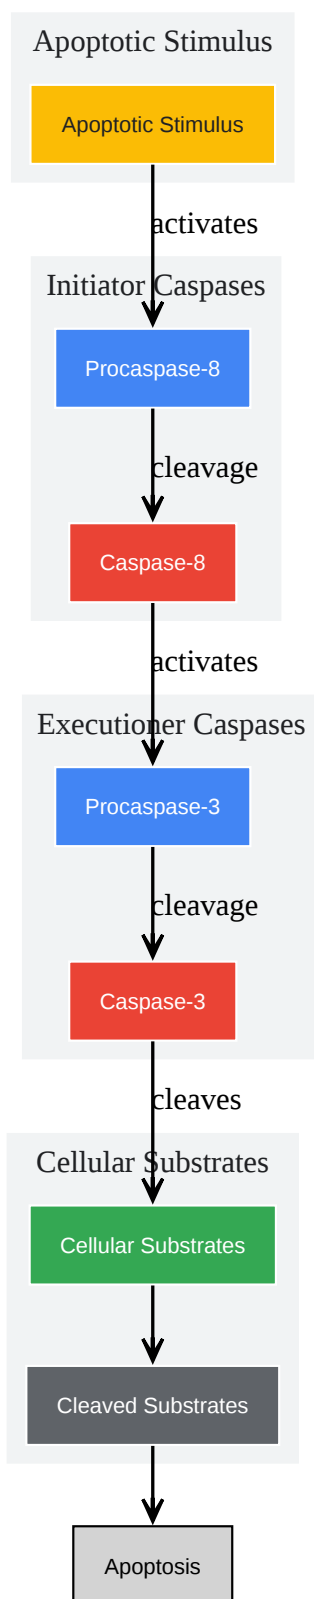 Apoptotic Stimulus
Apoptotic Stimulus
activates
Initiator Caspases
Procaspase-8
cleavage
Caspase-8
activates
Executioner Caspases
Procaspase-3
cleavage
Caspase-3
cleaves
Cellular Substrates
Cellular Substrates
Cleaved Substrates
Apoptosis